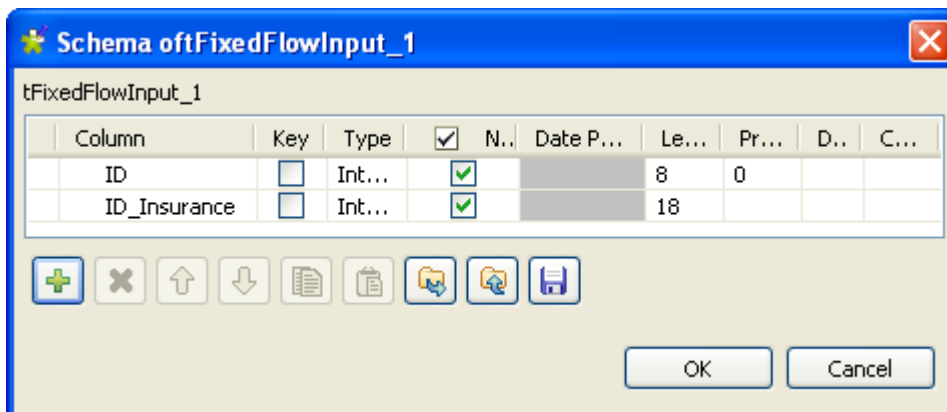 Schema oftFixedFlowInput_1
tFixedFlowInput_1
Column Key Type N.. Date P... Le... Pr... D.. C...
ID Int... 8 0
ID_Insurance Int... 18
OK Cancel